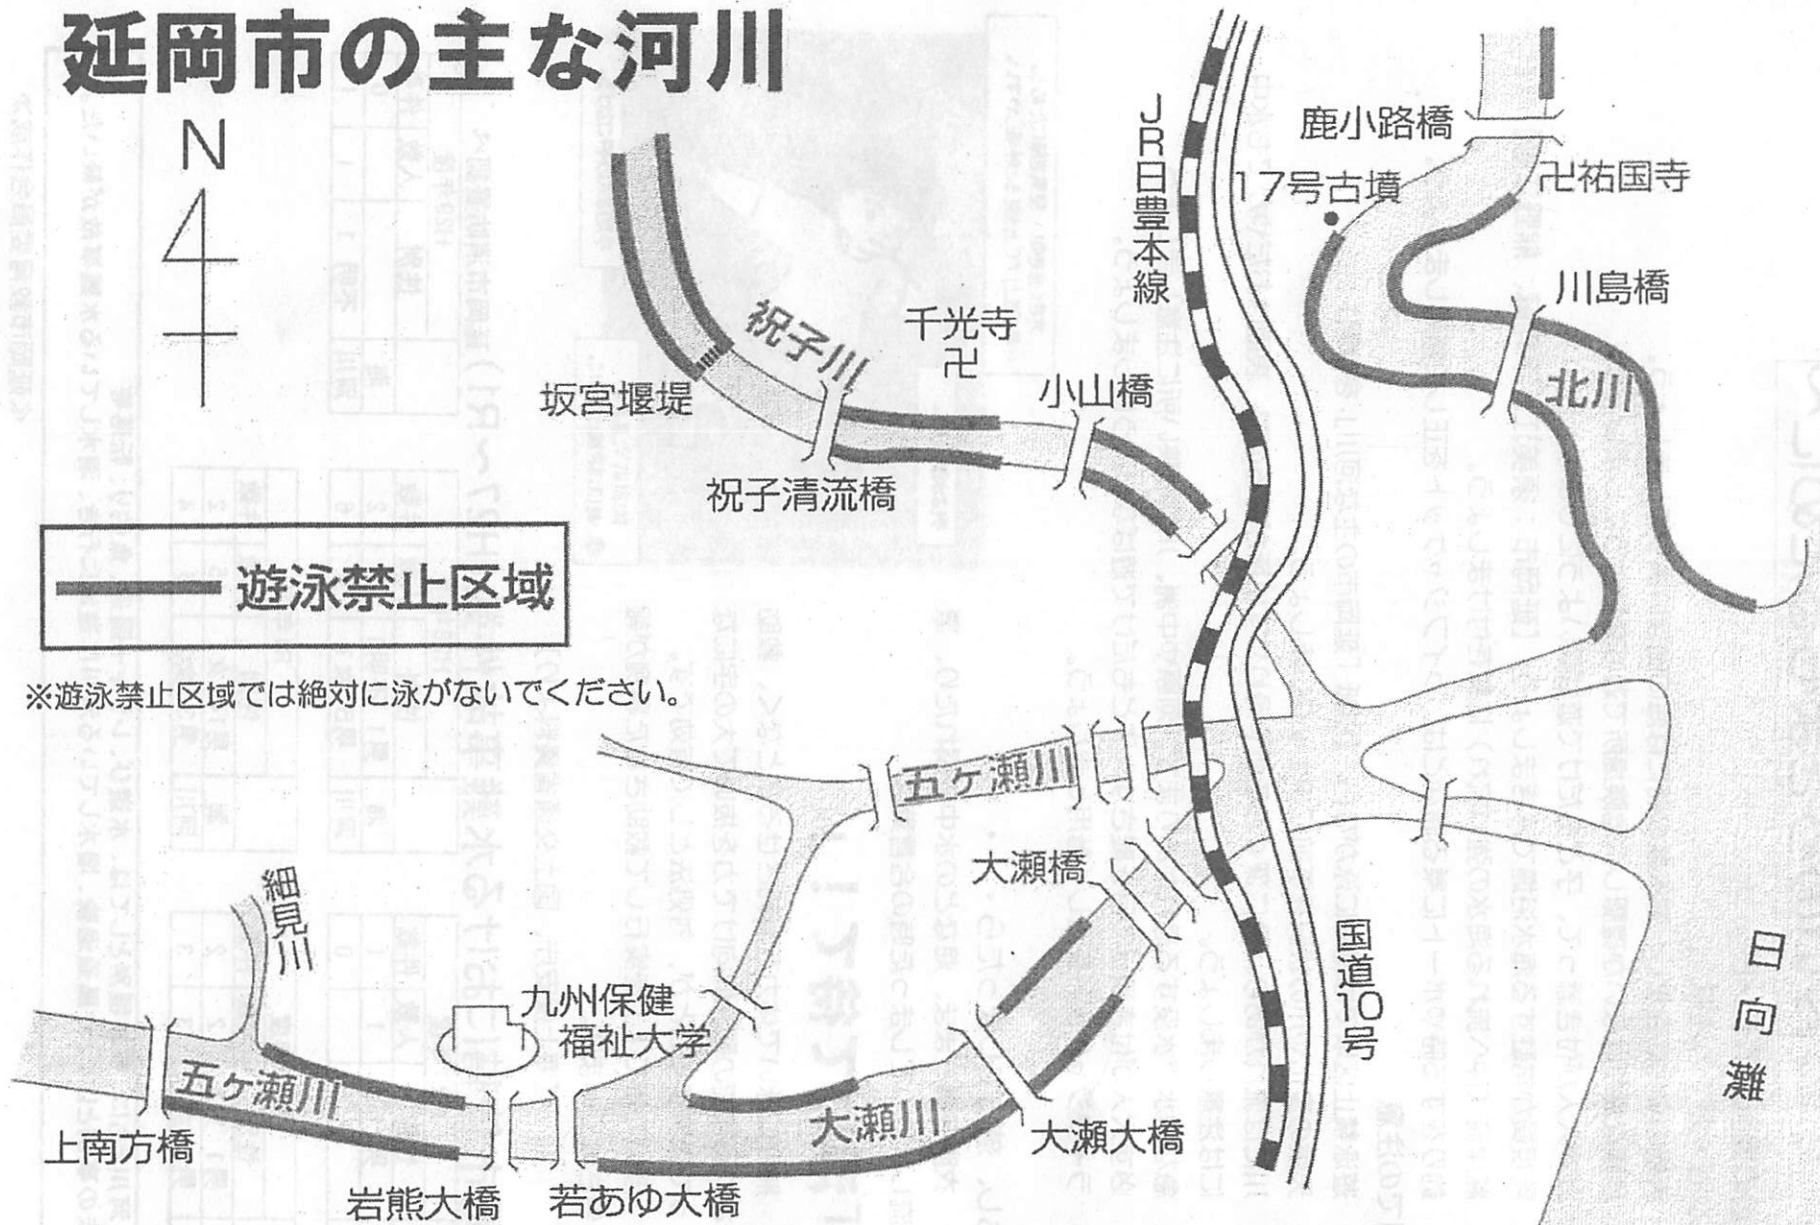 延岡市の主な河川
N
JR日豊本線
鹿小路橋
17号古墳
卍祐国寺
川島橋
北川
祝子川
千光寺
卍
小山橋
坂宮堰堤
祝子清流橋
遊泳禁止区域
※遊泳禁止区域では絶対に泳がないでください。
五ヶ瀬川
大瀬橋
細見川
九州保健
福祉大学
国道10号
日向灘
五ヶ瀬川
大瀬川
大瀬大橋
上南方橋
岩熊大橋
若あゆ大橋